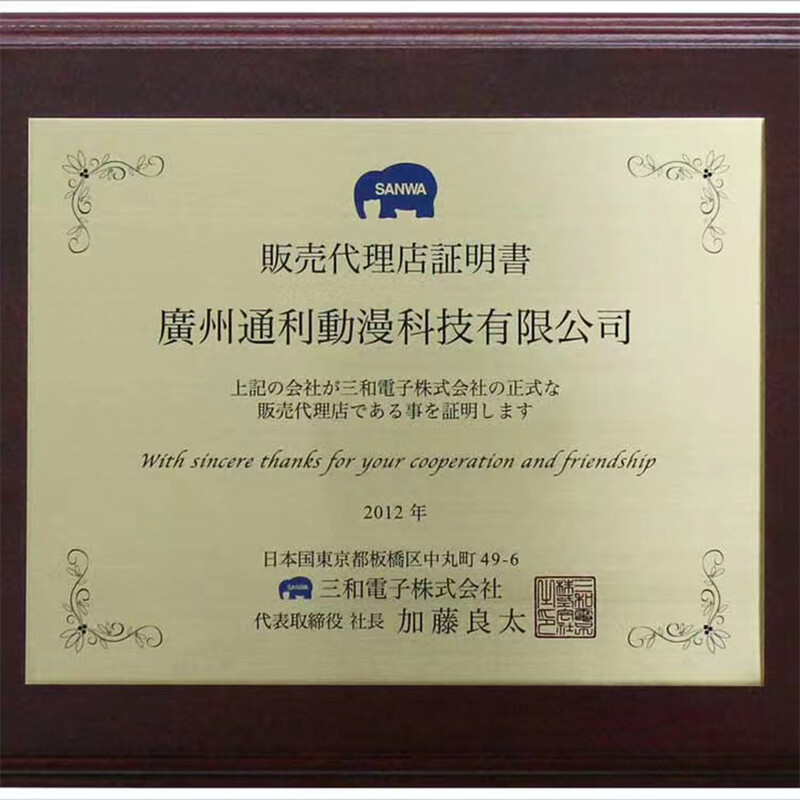 SANWA
販売代理店証明書
廣州通利動漫科技有限公司
上記の会社が三和電子株式会社の正式な
販売代理店である事を証明します
With sincere thanks for your cooperation and friendship
2012 年
日本国東京都板橋区中丸町 49-6
SANWA 三和電子株式会社
代表取締役 社長 加藤良太